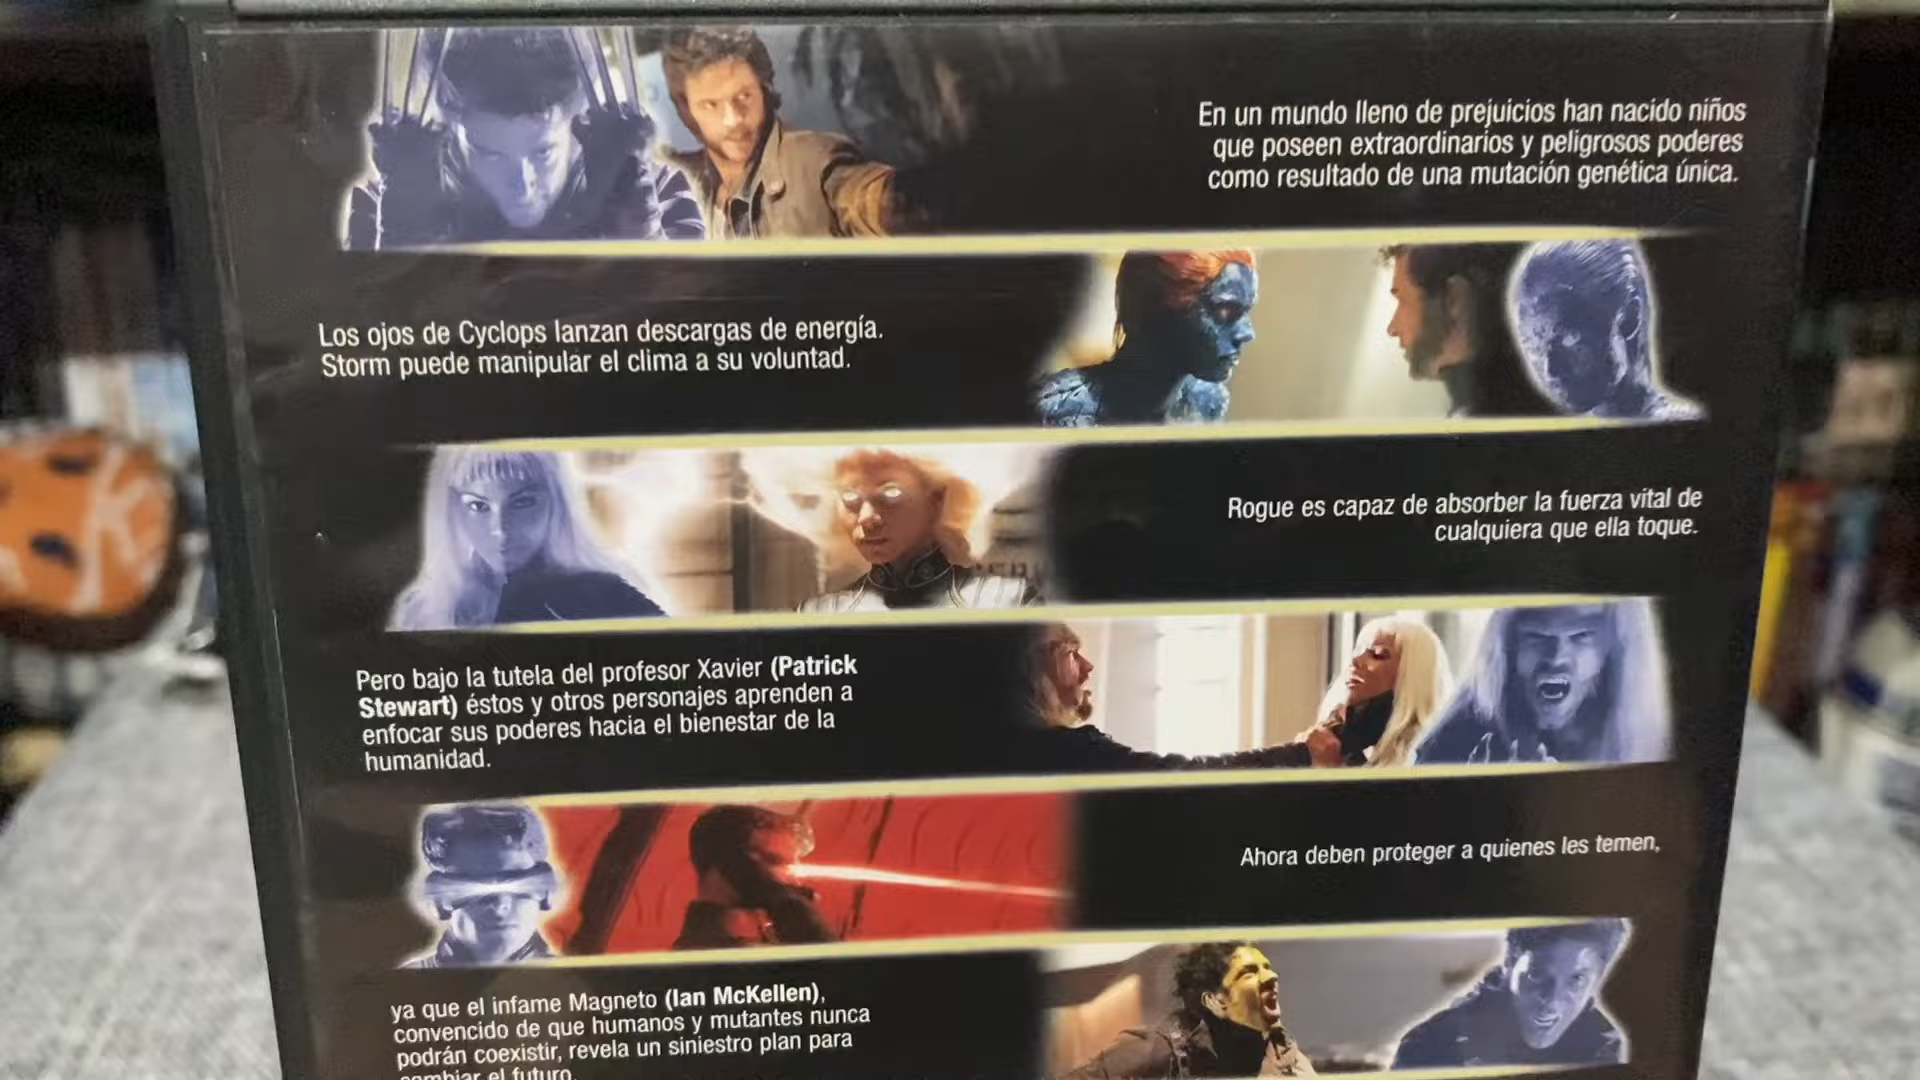 En un mundo lleno de prejuicios han nacido niños
que poseen extraordinarios y peligrosos poderes
como resultado de una mutación genética única.
Los ojos de Cyclops lanzan descargas de energía.
Storm puede manipular el clima a su voluntad.
Rogue es capaz de absorber la fuerza vital de
cualquiera que ella toque.
Pero bajo la tutela del profesor Xavier (Patrick
Stewart) éstos y otros personajes aprenden a
enfocar sus poderes hacia el bienestar de la
humanidad.
Ahora deben proteger a quienes les temen,
ya que el infame Magneto (Ian McKellen),
convencido de que humanos y mutantes nunca
podrán coexistir, revela un siniestro plan para
cambiar el futuro.